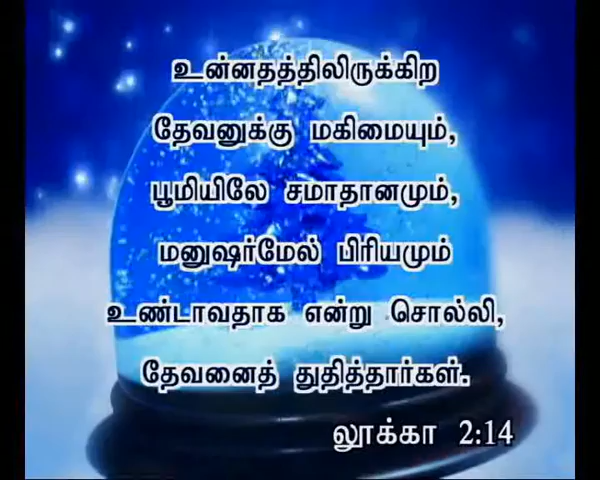 உன்னதத்திலிருக்கிற
தேவனுக்கு மகிமையும்,
பூமியிலே சமாதானமும்,
மனுஷர்மேல் பிரியமும்
உண்டாவதாக என்று சொல்லி,
தேவனைத் துதித்தார்கள்.
லூக்கா 2:14